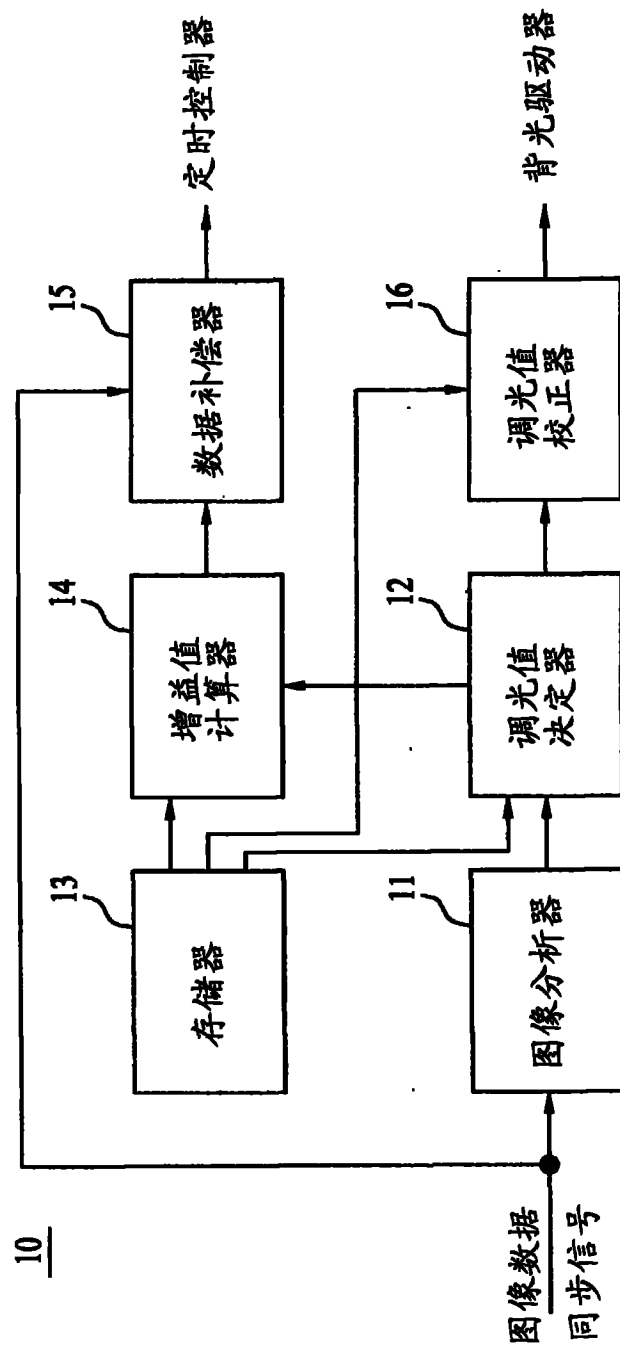 10
15
数据补偿器
定时控制器
14
增益值
计算器
13
存储器
16
调光值
校正器
背光驱动器
12
调光值
决定器
11
图像分析器
图像数据
同步信号